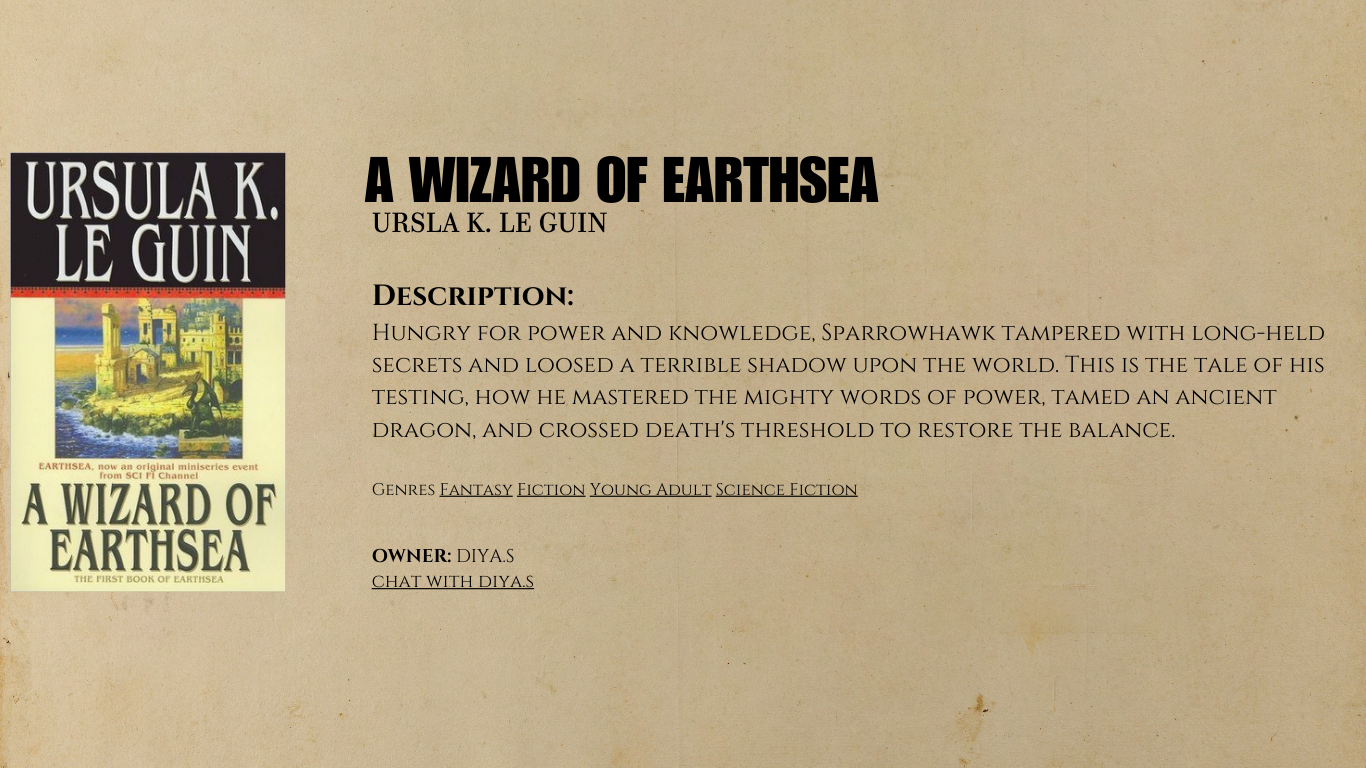 URSULA K.
LE GUIN
EARTHSEA, now an original miniseries event
from SCI FI Channel
A WIZARD OF
EARTHSEA
THE FIRST BOOK OF EARTHSEA
A WIZARD OF EARTHSEA
URSLA K. LE GUIN
Description:
Hungry for power and knowledge, Sparrowhawk tampered with long-held
secrets and loosed a terrible shadow upon the world. This is the tale of his
testing, how he mastered the mighty words of power, tamed an ancient
dragon, and crossed death's threshold to restore the balance.
Genres Fantasy Fiction Young Adult Science Fiction
OWNER: DIYA.S
CHAT WITH DIYA.S